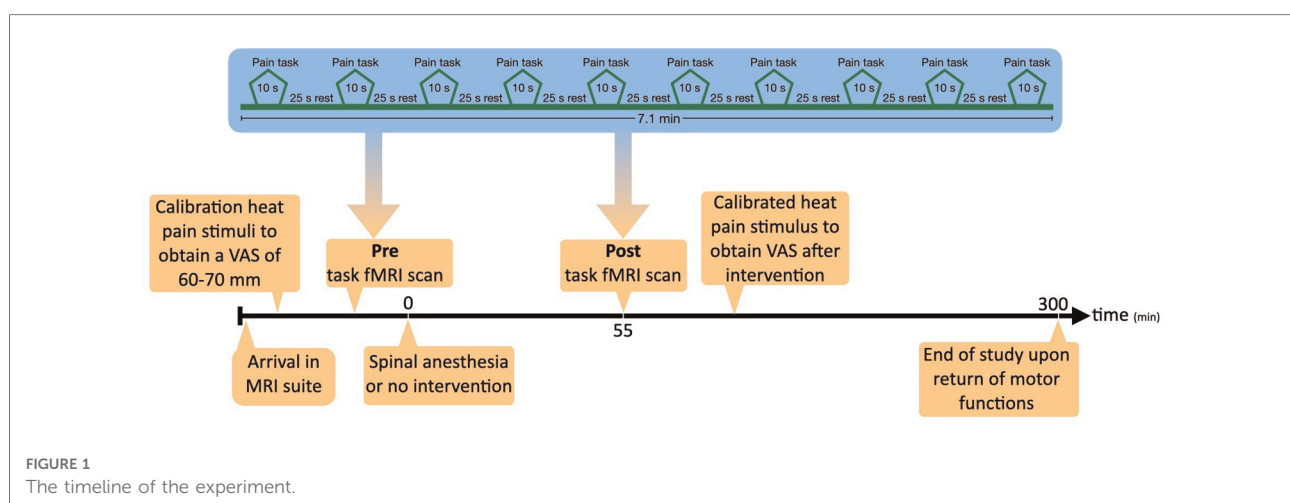 Pain task Pain task Pain task Pain task Pain task Pain task Pain task Pain task Pain task Pain task
10 s 10 s 10 s 10 s 10 s 10 s 10 s 10 s 10 s 10 s
25 s rest 25 s rest 25 s rest 25 s rest 25 s rest 25 s rest 25 s rest 25 s rest 25 s rest
7.1 min
Calibration heat
pain stimuli to
obtain a VAS of
60-70 mm
Pre
task fMRI scan
Post
task fMRI scan
Calibrated heat
pain stimulus to
obtain VAS after
intervention
0
55
300
time (min)
Arrival in
MRI suite
Spinal anesthesia
or no intervention
End of study upon
return of motor
functions
FIGURE 1
The timeline of the experiment.